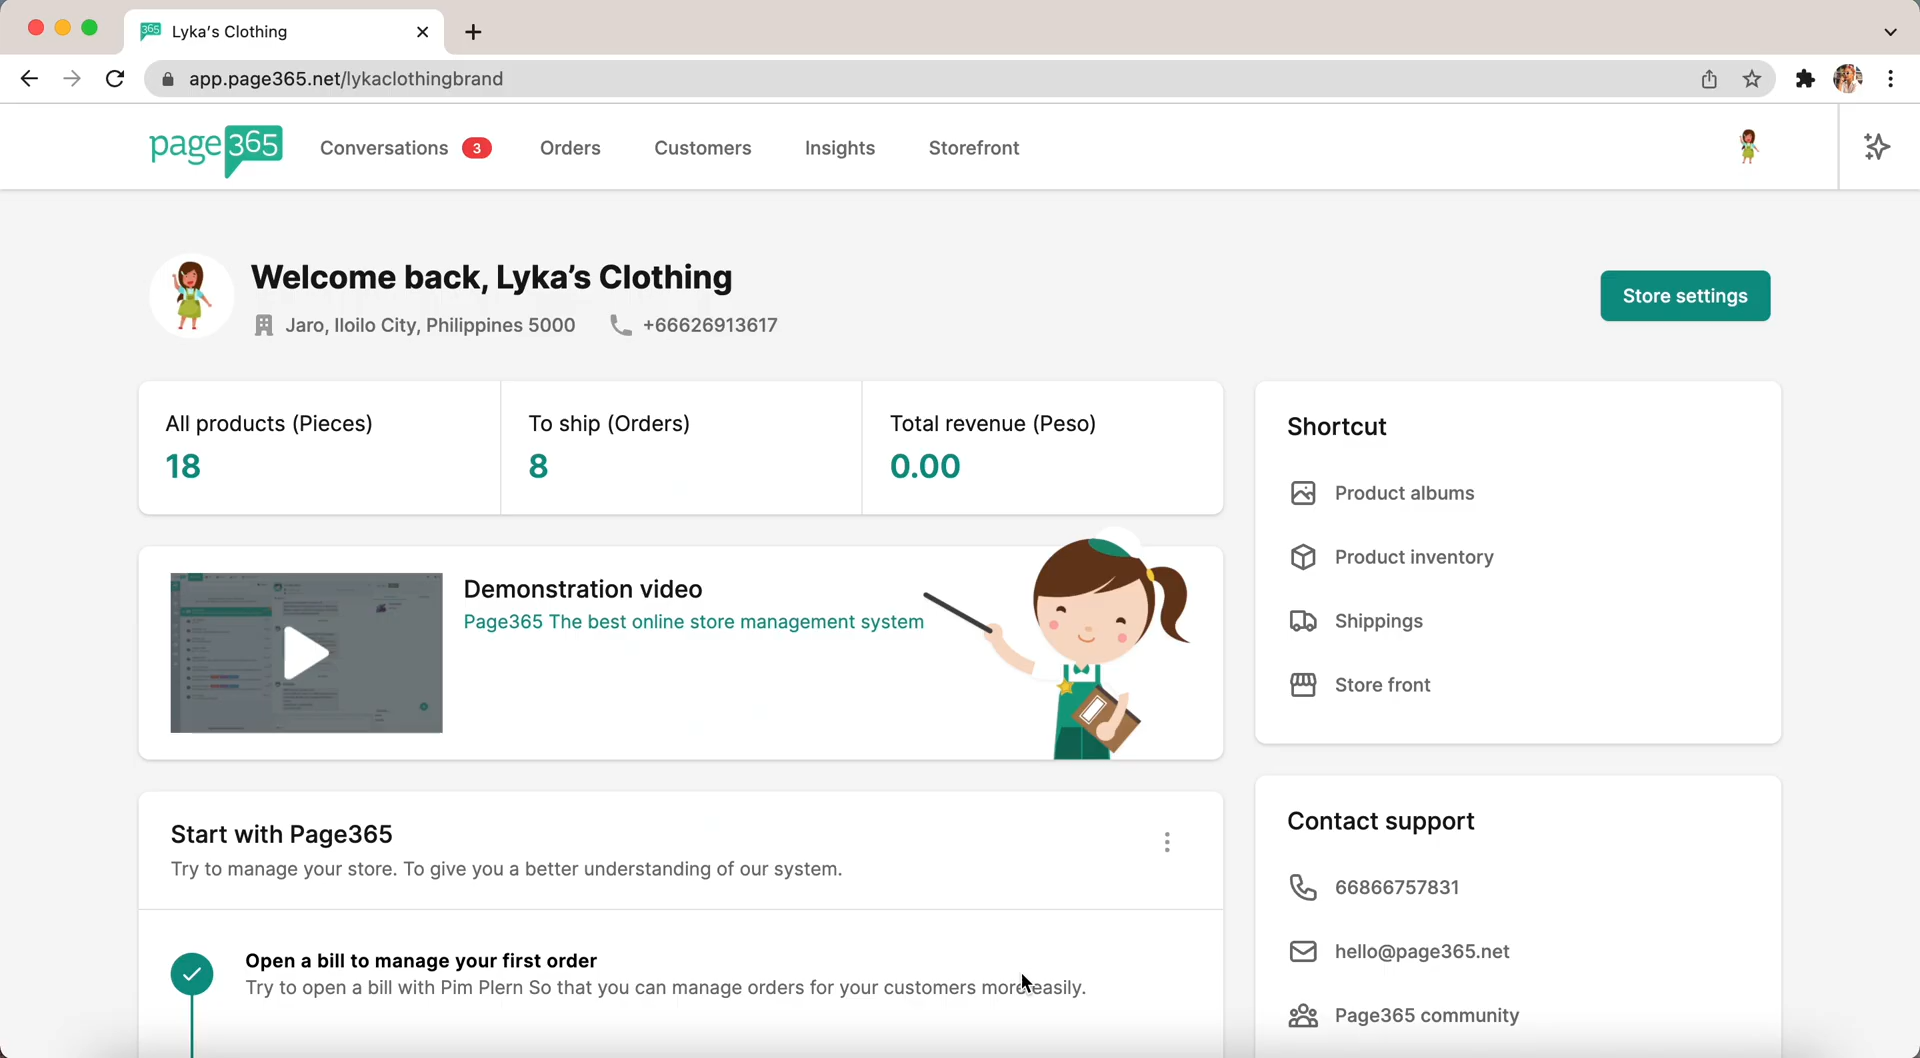 365 Lyka's Clothing
app.page365.net/lykaclothingbrand
page365
Conversations 3 Orders Customers Insights Storefront
Welcome back, Lyka's Clothing
Jaro, Iloilo City, Philippines 5000 +66626913617
Store settings
All products (Pieces)
18
To ship (Orders)
8
Total revenue (Peso)
0.00
Demonstration video
Page365 The best online store management system
Start with Page365
Try to manage your store. To give you a better understanding of our system.
Open a bill to manage your first order
Try to open a bill with Pim Plern So that you can manage orders for your customers more easily.
Shortcut
Product albums
Product inventory
Shippings
Store front
Contact support
66866757831
hello@page365.net
Page365 community